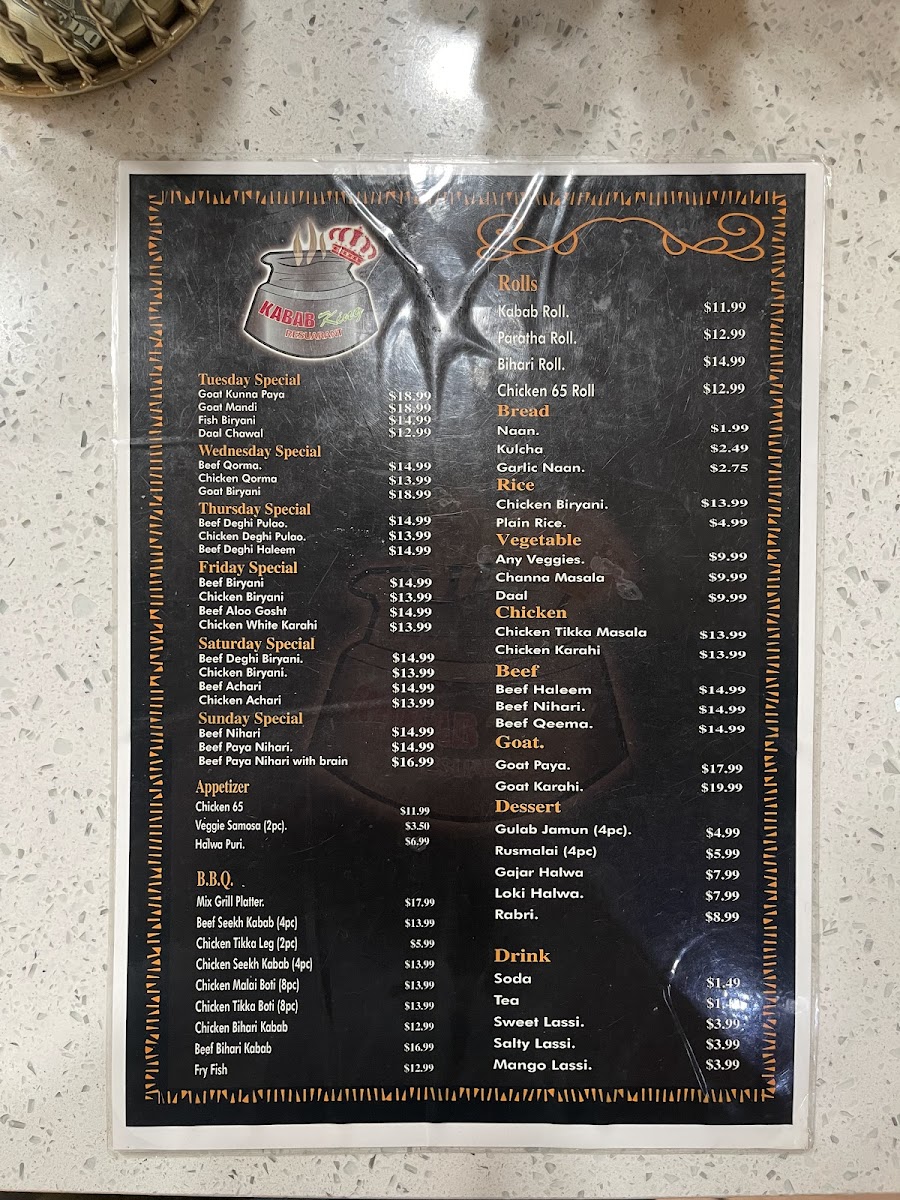 KABAB King
RESUARANT
Tuesday Special
Goat Kunna Paya $18.99
Goat Mandi $18.99
Fish Biryani $14.99
Daal Chawal $12.99
Wednesday Special
Beef Qorma. $14.99
Chicken Qorma $13.99
Goat Biryani $18.99
Thursday Special
Beef Deghi Pulao. $14.99
Chicken Deghi Pulao. $13.99
Beef Deghi Haleem $14.99
Friday Special
Beef Biryani $14.99
Chicken Biryani $13.99
Beef Aloo Gosht $14.99
Chicken White Karahi $13.99
Saturday Special
Beef Deghi Biryani. $14.99
Chicken Biryani. $13.99
Beef Achari $14.99
Chicken Achari $13.99
Sunday Special
Beef Nihari $14.99
Beef Paya Nihari. $14.99
Beef Paya Nihari with brain $16.99
Appetizer
Chicken 65 $11.99
Veggie Samosa (2pc). $3.50
Halwa Puri. $6.99
B.B.Q. .
Mix Grill Platter. $17.99
Beef Seekh Kabab (4pc) $13.99
Chicken Tikka Leg (2pc) $5.99
Chicken Seekh Kabab (4pc) $13.99
Chicken Malai Boti (8pc) $13.99
Chicken Tikka Boti (8pc) $13.99
Chicken Bihari Kabab $12.99
Beef Bihari Kabab $16.99
Fry Fish $12.99
Rolls
Kabab Roll. $11.99
Paratha Roll. $12.99
Bihari Roll. $14.99
Chicken 65 Roll $12.99
Bread
Naan. $1.99
Kulcha $2.49
Garlic Naan. $2.75
Rice
Chicken Biryani. $13.99
Plain Rice. $4.99
Vegetable
Any Veggies. $9.99
Channa Masala $9.99
Daal $9.99
Chicken
Chicken Tikka Masala $13.99
Chicken Karahi $13.99
Beef
Beef Haleem $14.99
Beef Nihari. $14.99
Beef Qeema. $14.99
Goat.
Goat Paya. $17.99
Goat Karahi. $19.99
Dessert
Gulab Jamun (4pc). $4.99
Rusmalai (4pc) $5.99
Gajar Halwa $7.99
Loki Halwa. $7.99
Rabri. $8.99
Drink
Soda $1.49
Tea
Sweet Lassi. $3.99
Salty Lassi. $3.99
Mango Lassi. $3.99